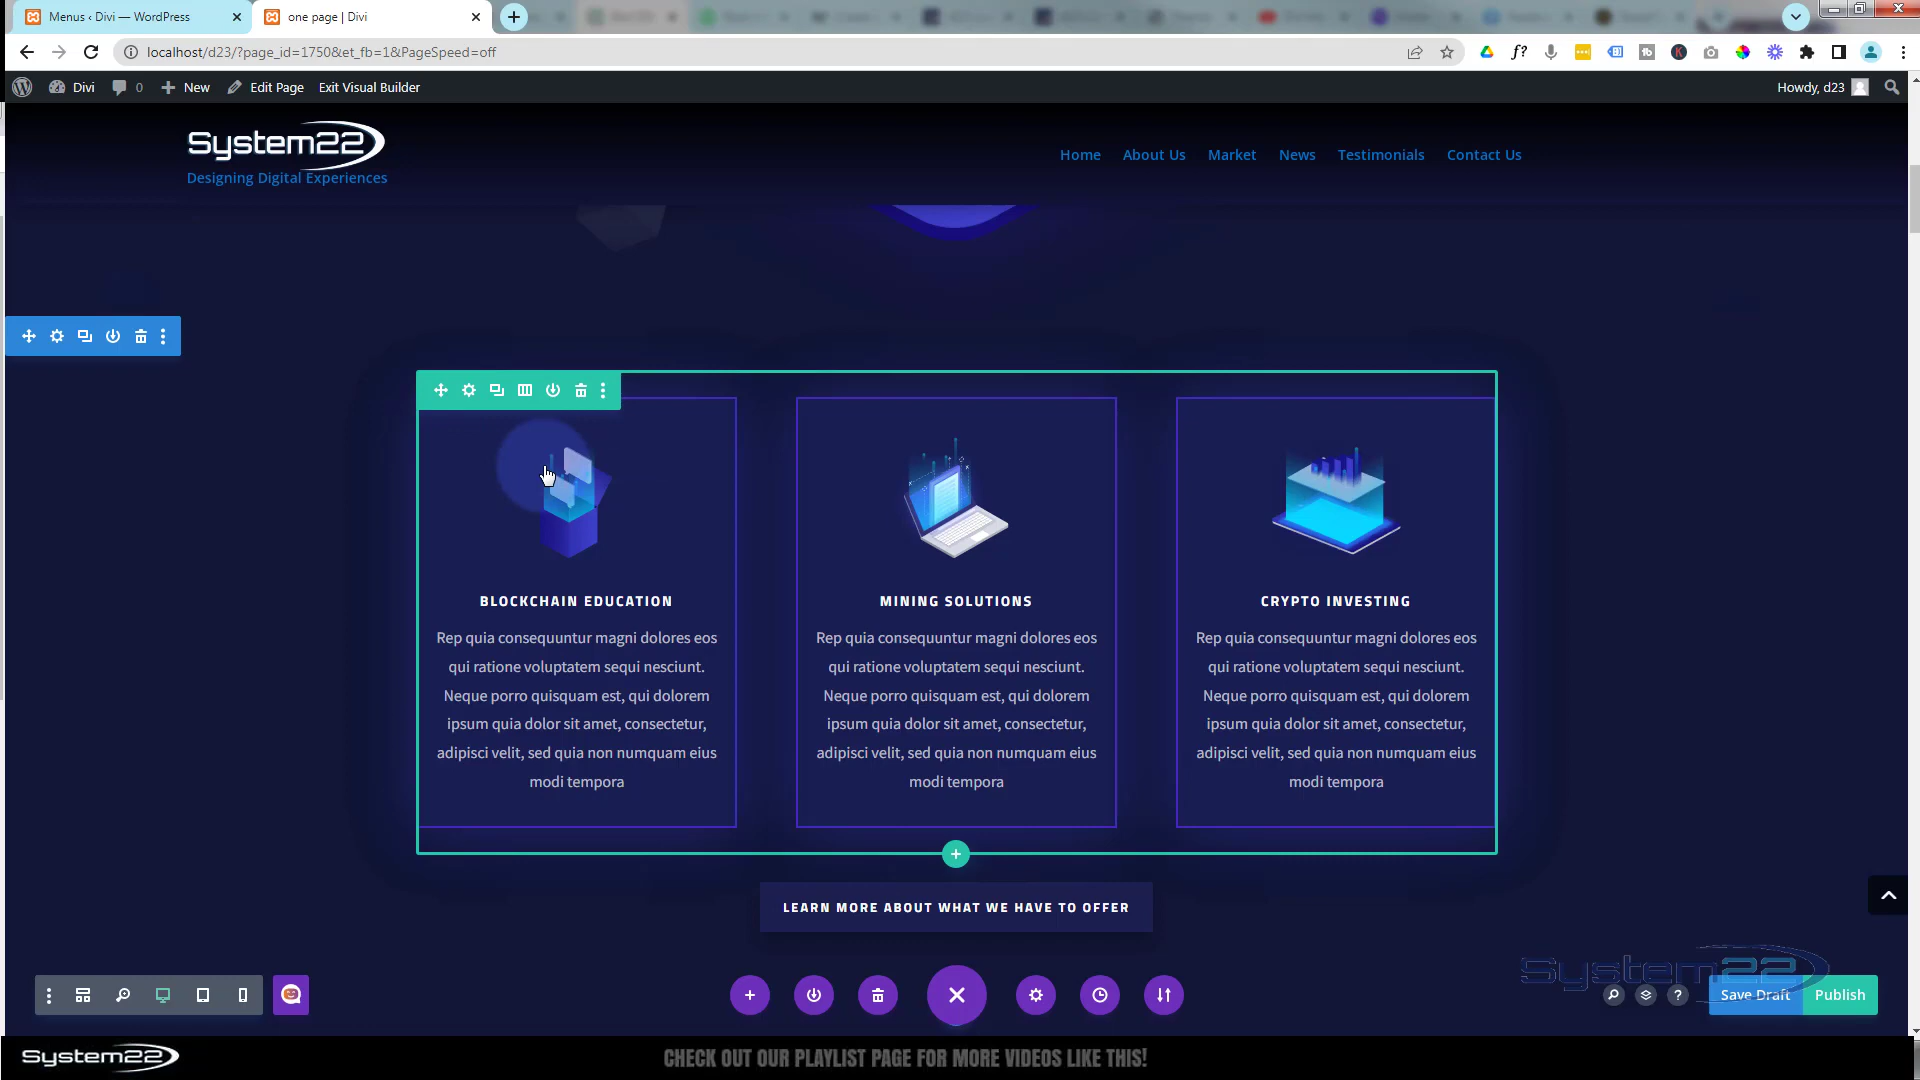 Menus ‹ Divi — WordPress
one page | Divi
localhost/d23/?page_id=1750&et_fb=1&PageSpeed=off
Divi
0
New
Edit Page
Exit Visual Builder
Howdy, d23
System22
Designing Digital Experiences
Home
About Us
Market
News
Testimonials
Contact Us
BLOCKCHAIN EDUCATION
Rep quia consequuntur magni dolores eos
qui ratione voluptatem sequi nesciunt.
Neque porro quisquam est, qui dolorem
ipsum quia dolor sit amet, consectetur,
adipisci velit, sed quia non numquam eius
modi tempora
MINING SOLUTIONS
Rep quia consequuntur magni dolores eos
qui ratione voluptatem sequi nesciunt.
Neque porro quisquam est, qui dolorem
ipsum quia dolor sit amet, consectetur,
adipisci velit, sed quia non numquam eius
modi tempora
CRYPTO INVESTING
Rep quia consequuntur magni dolores eos
qui ratione voluptatem sequi nesciunt.
Neque porro quisquam est, qui dolorem
ipsum quia dolor sit amet, consectetur,
adipisci velit, sed quia non numquam eius
modi tempora
LEARN MORE ABOUT WHAT WE HAVE TO OFFER
System22
Save Draft
Publish
System22
CHECK OUT OUR PLAYLIST PAGE FOR MORE VIDEOS LIKE THIS!